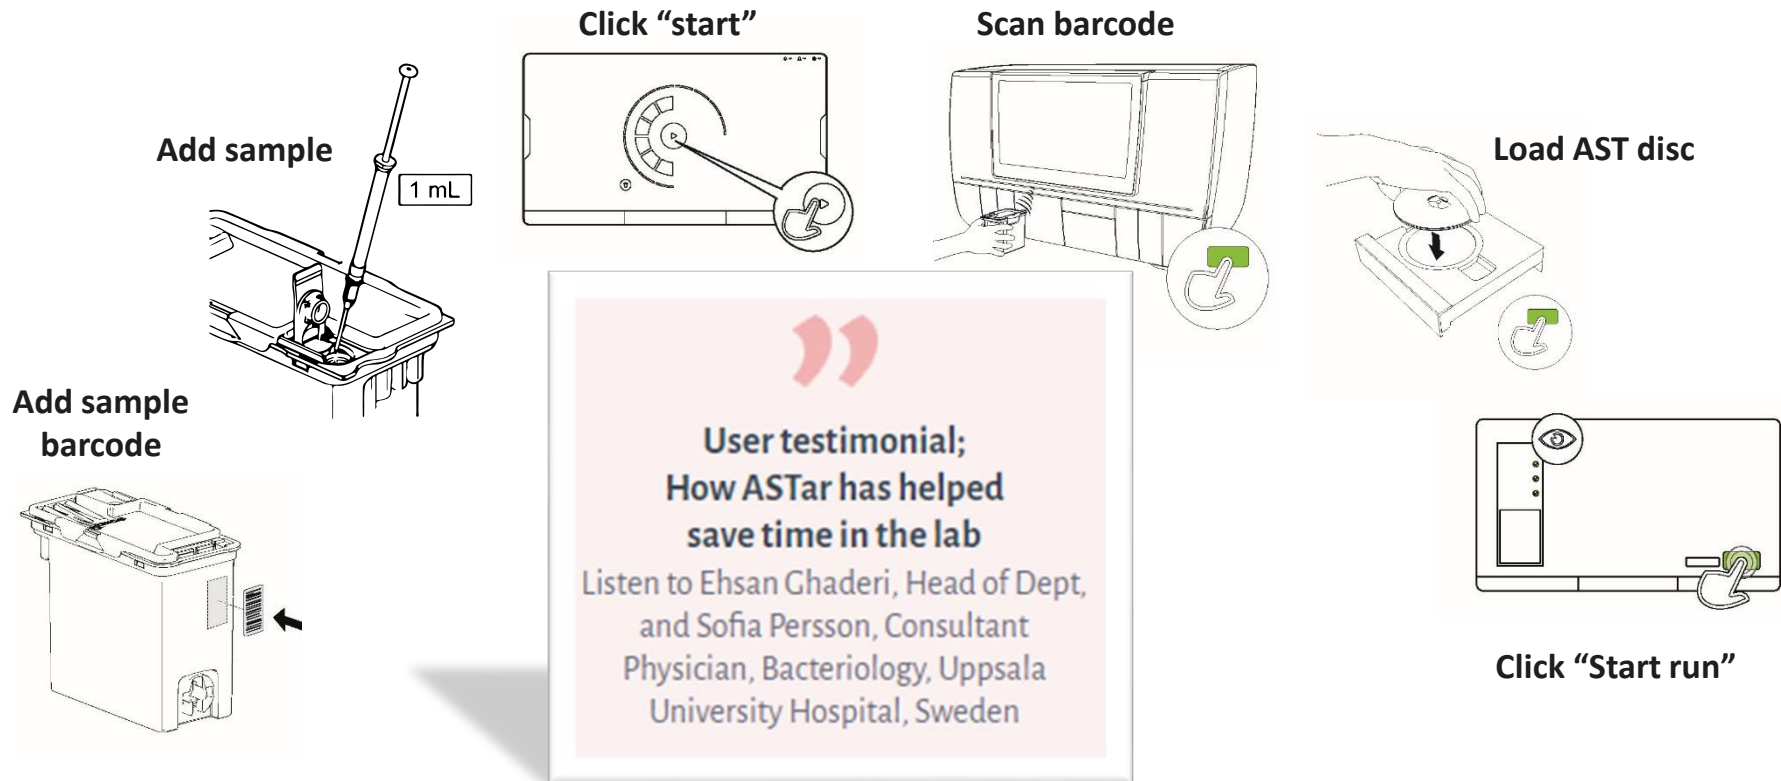 Add sample
barcode
Add sample
1 mL
Click “start”
Scan barcode
Load AST disc
Click “Start run”
”
User testimonial;
How ASTar has helped
save time in the lab
Listen to Ehsan Ghaderi, Head of Dept,
and Sofia Persson, Consultant
Physician, Bacteriology, Uppsala
University Hospital, Sweden